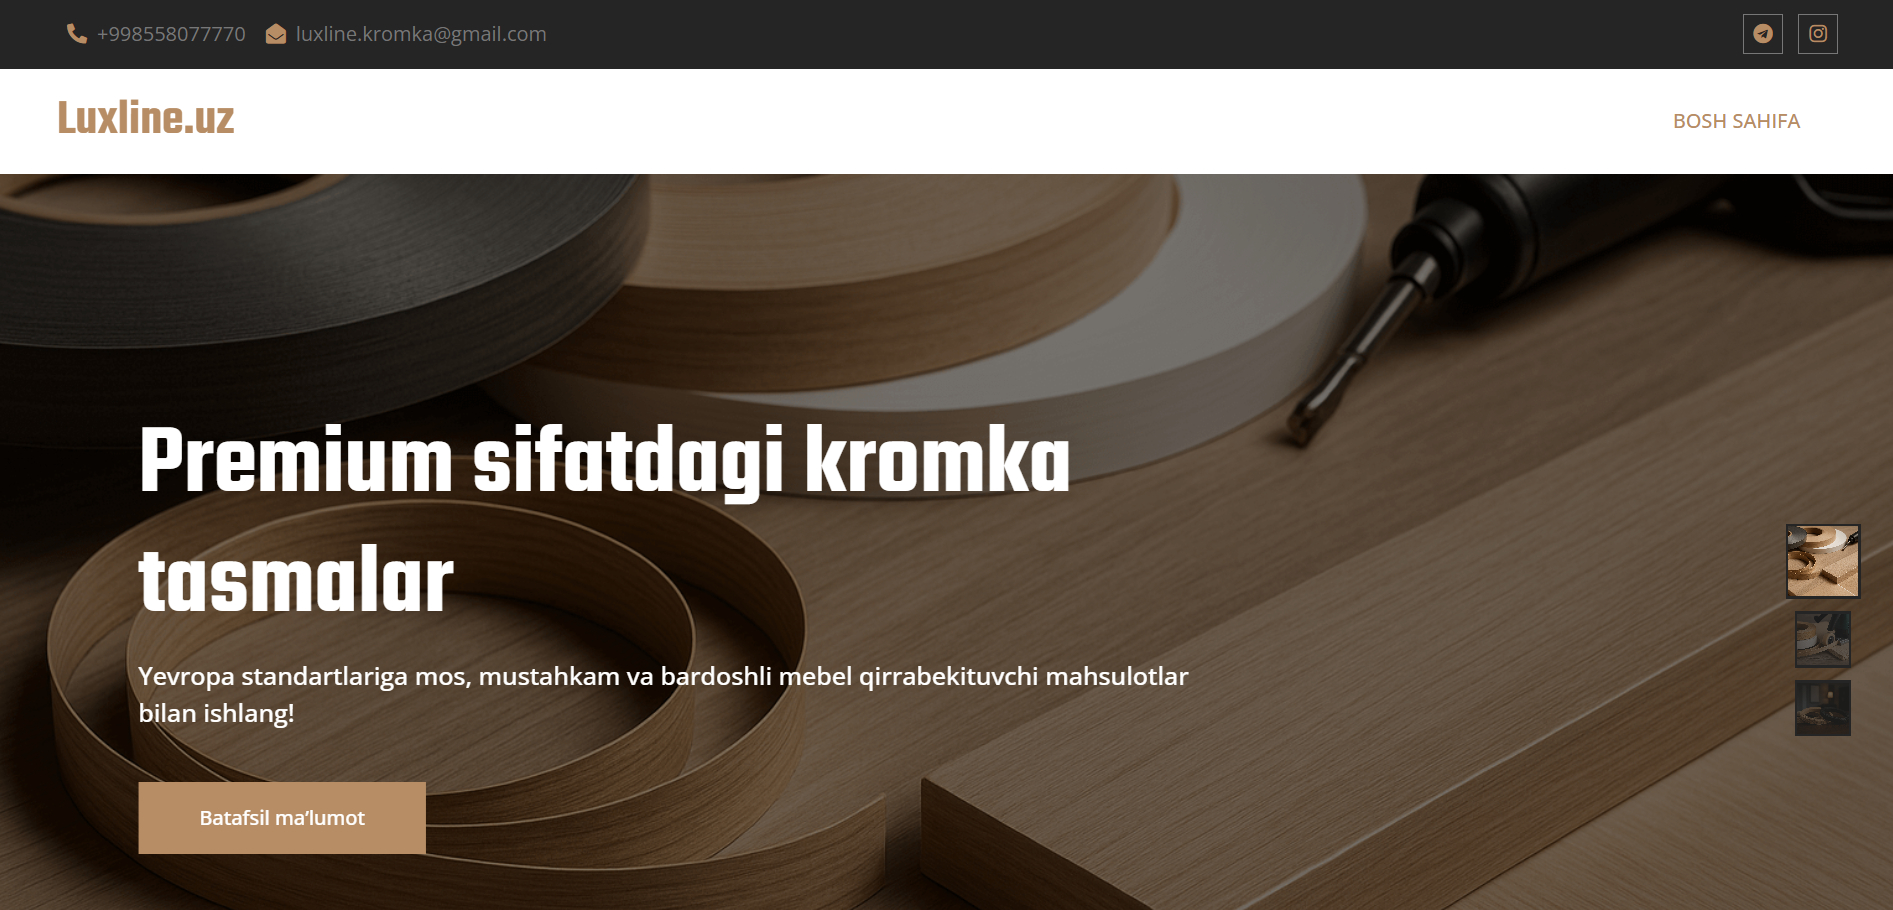 +998558077770 luxline.kromka@gmail.com
Luxline.uz
BOSH SAHIFA
Premium sifatdagi kromka
tasmalar
Yevropa standartlariga mos, mustahkam va bardoshli mebel qirrabekituvchi mahsulotlar
bilan ishlang!
Batafsil ma’lumot